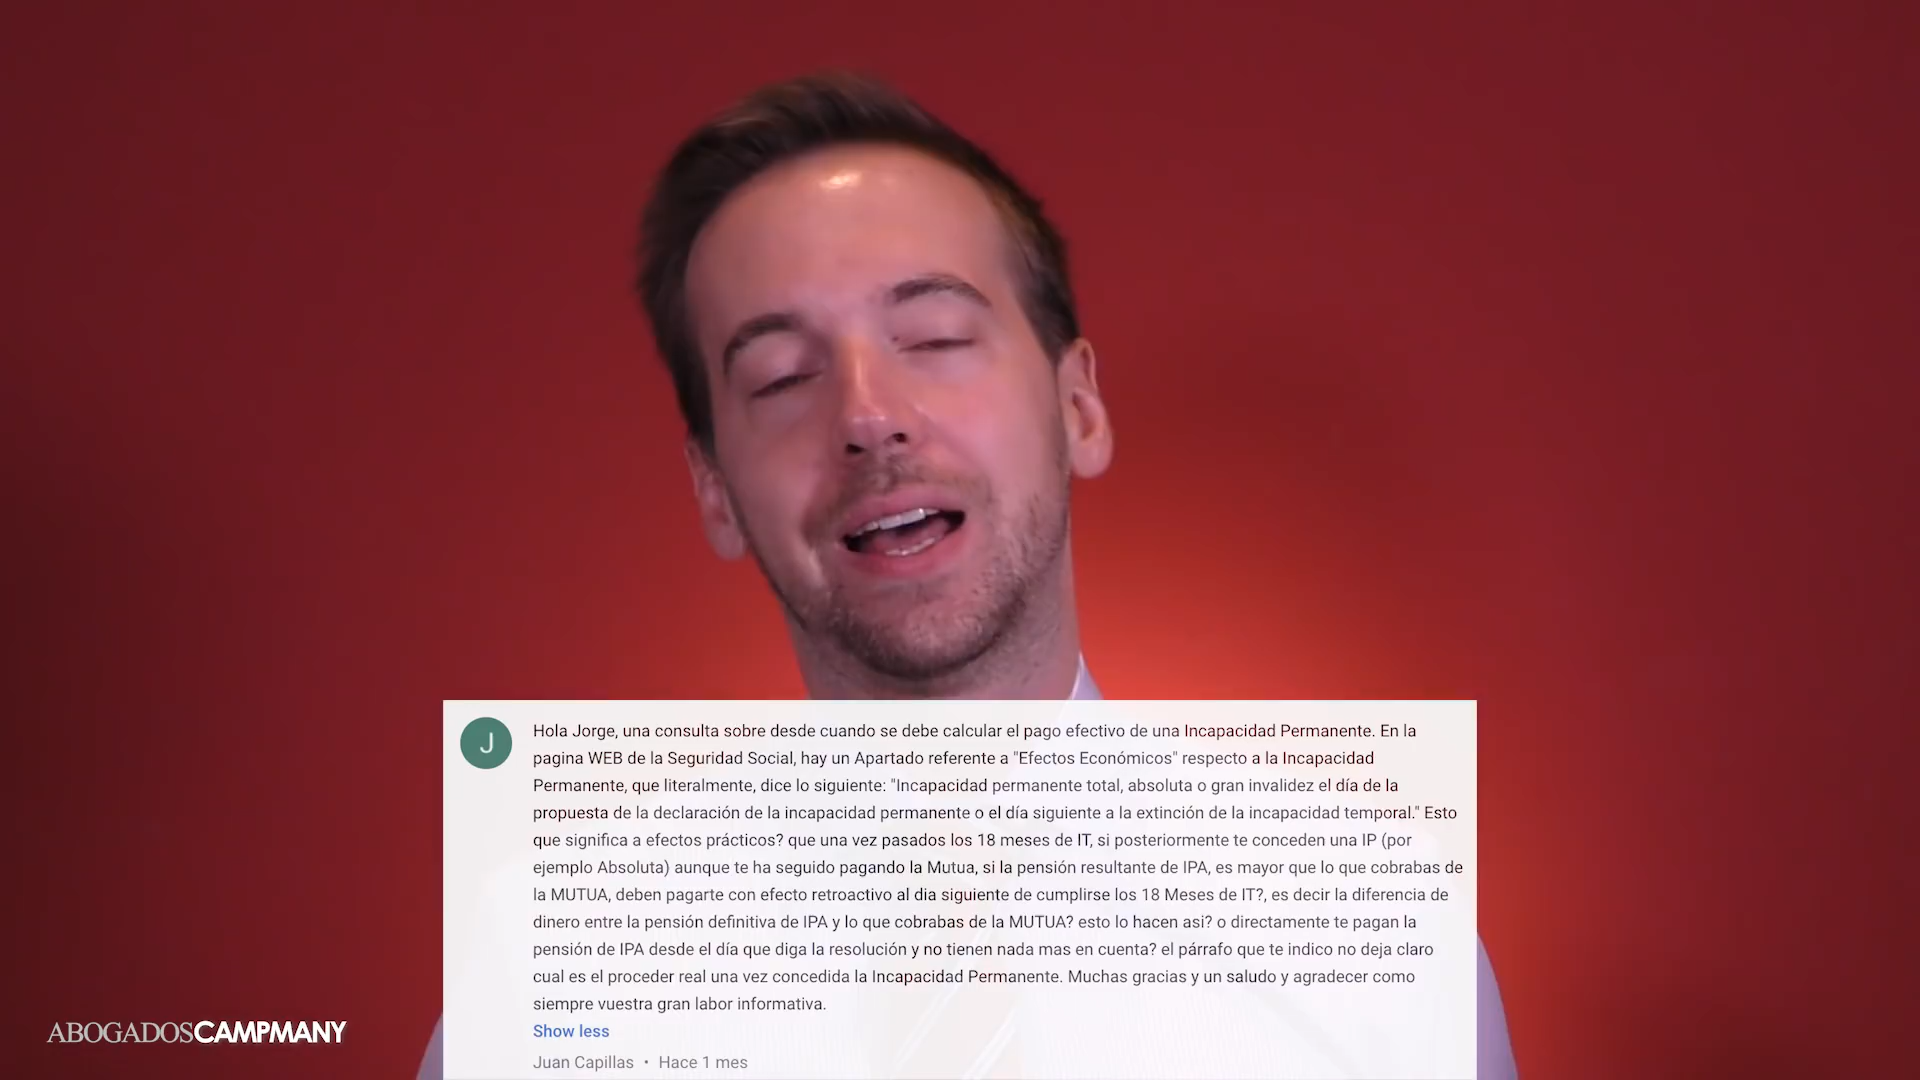 J
Hola Jorge, una consulta sobre desde cuando se debe calcular el pago efectivo de una Incapacidad Permanente. En la
pagina WEB de la Seguridad Social, hay un Apartado referente a "Efectos Económicos" respecto a la Incapacidad
Permanente, que literalmente, dice lo siguiente: "Incapacidad permanente total, absoluta o gran invalidez el día de la
propuesta de la declaración de la incapacidad permanente o el día siguiente a la extinción de la incapacidad temporal." Esto
que significa a efectos prácticos? que una vez pasados los 18 meses de IT, si posteriormente te conceden una IP (por
ejemplo Absoluta) aunque te ha seguido pagando la Mutua, si la pensión resultante de IPA, es mayor que lo que cobrabas de
la MUTUA, deben pagarte con efecto retroactivo al dia siguiente de cumplirse los 18 Meses de IT?, es decir la diferencia de
dinero entre la pensión definitiva de IPA y lo que cobrabas de la MUTUA? esto lo hacen asi? o directamente te pagan la
pensión de IPA desde el día que diga la resolución y no tienen nada mas en cuenta? el párrafo que te indico no deja claro
cual es el proceder real una vez concedida la Incapacidad Permanente. Muchas gracias y un saludo y agradecer como
siempre vuestra gran labor informativa.
Show less
Juan Capillas • Hace 1 mes
ABOGADOSCAMPMANY